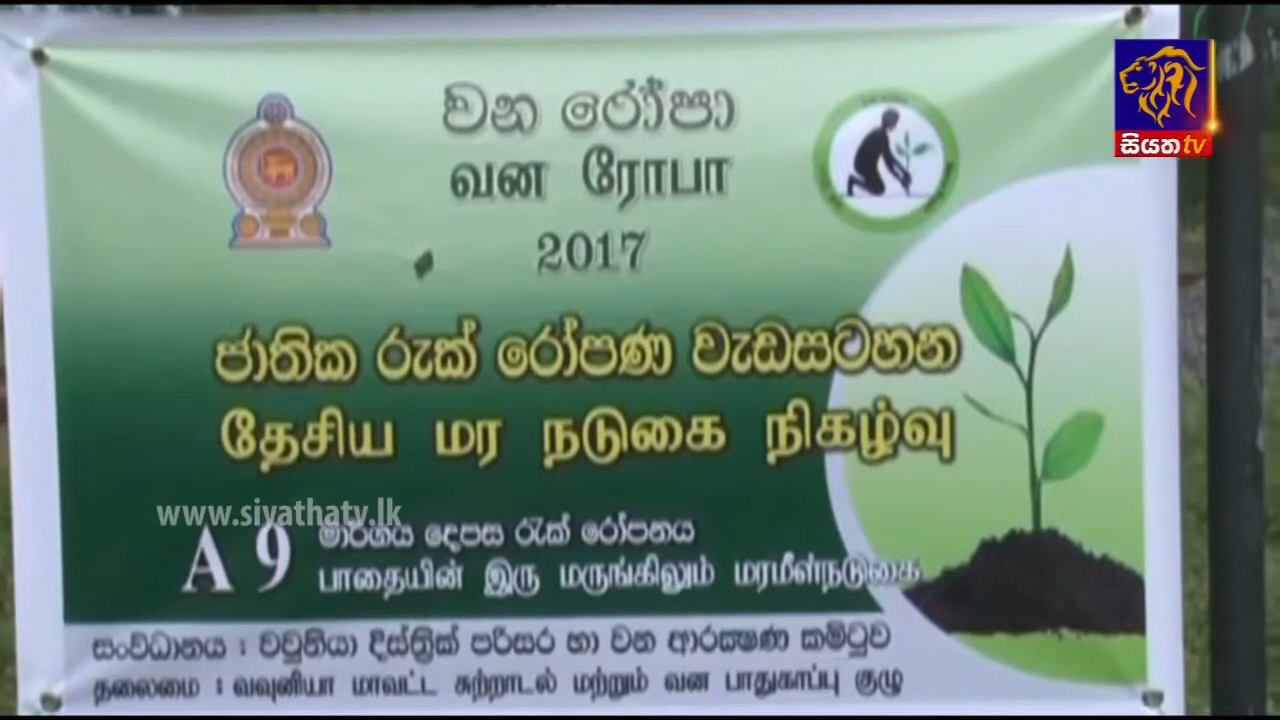 වන රෝපා
வன ரோபா
2017
සියත tv
ජාතික රුක් රෝපණ වැඩසටහන
தேசிய மர நடுகை நிகழ்வு
www.siyathatv.lk
A 9
මාර්ගය දෙපස රැක් රෝපනය
பாதையின் இரு மருங்கிலும் மரமீள்நடுகை
සංවිධානය : වවුනියා දිස්ත්‍රික් පරිසර හා වන ආරක්ෂණ කමිටුව
தலைமை : வவுனியா மாவட்ட சுற்றாடல் மற்றும் வன பாதுகாப்பு குழு